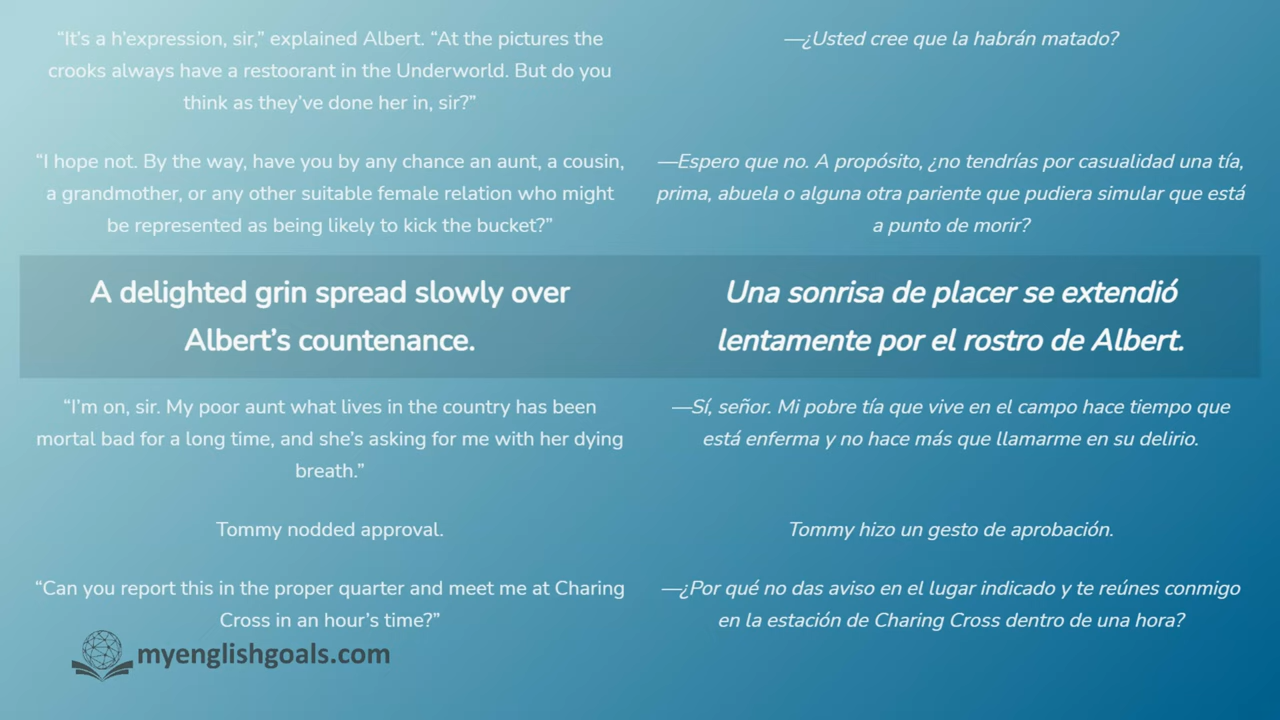 “It’s a h’expression, sir,” explained Albert. “At the pictures the
crooks always have a restoorant in the Underworld. But do you
think as they’ve done her in, sir?”
—¿Usted cree que la habrán matado?
“I hope not. By the way, have you by any chance an aunt, a cousin,
a grandmother, or any other suitable female relation who might
be represented as being likely to kick the bucket?”
—Espero que no. A propósito, ¿no tendrías por casualidad una tía,
prima, abuela o alguna otra pariente que pudiera simular que está
a punto de morir?
A delighted grin spread slowly over
Albert’s countenance.
Una sonrisa de placer se extendió
lentamente por el rostro de Albert.
“I’m on, sir. My poor aunt what lives in the country has been
mortal bad for a long time, and she’s asking for me with her dying
breath.”
—Sí, señor. Mi pobre tía que vive en el campo hace tiempo que
está enferma y no hace más que llamarme en su delirio.
Tommy nodded approval.
Tommy hizo un gesto de aprobación.
“Can you report this in the proper quarter and meet me at Charing
Cross in an hour’s time?”
—¿Por qué no das aviso en el lugar indicado y te reúnes conmigo
en la estación de Charing Cross dentro de una hora?
myenglishgoals.com